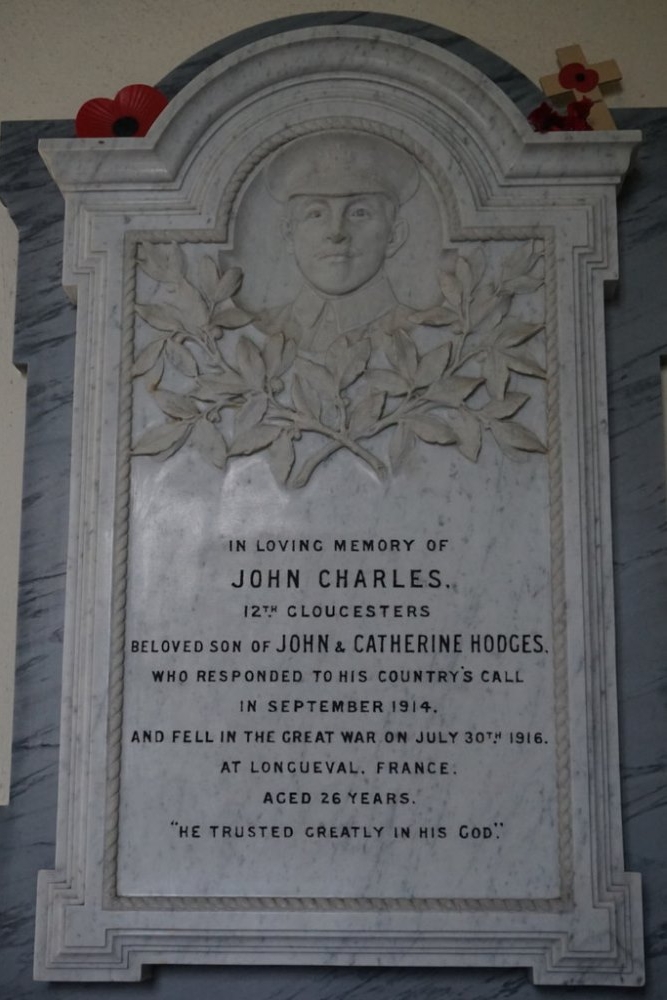 IN LOVING MEMORY OF
JOHN CHARLES.
12TH GLOUCESTERS
BELOVED SON OF JOHN & CATHERINE HODGES.
WHO RESPONDED TO HIS COUNTRY'S CALL
IN SEPTEMBER 1914.
AND FELL IN THE GREAT WAR ON JULY 30TH 1916.
AT LONGUEVAL. FRANCE.
AGED 26 YEARS.
"HE TRUSTED GREATLY IN HIS GOD".